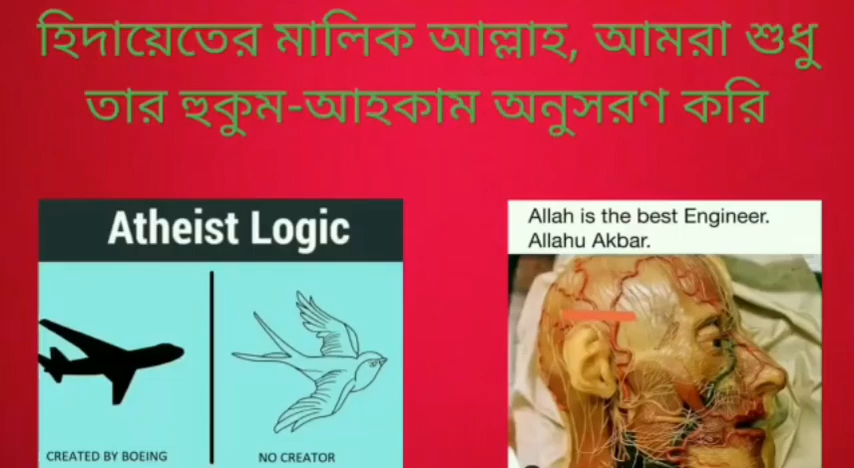 হিদায়েতের মালিক আল্লাহ, আমরা শুধু
তার হুকুম-আহকাম অনুসরণ করি
Atheist Logic
CREATED BY BOEING
NO CREATOR
Allah is the best Engineer.
Allahu Akbar.